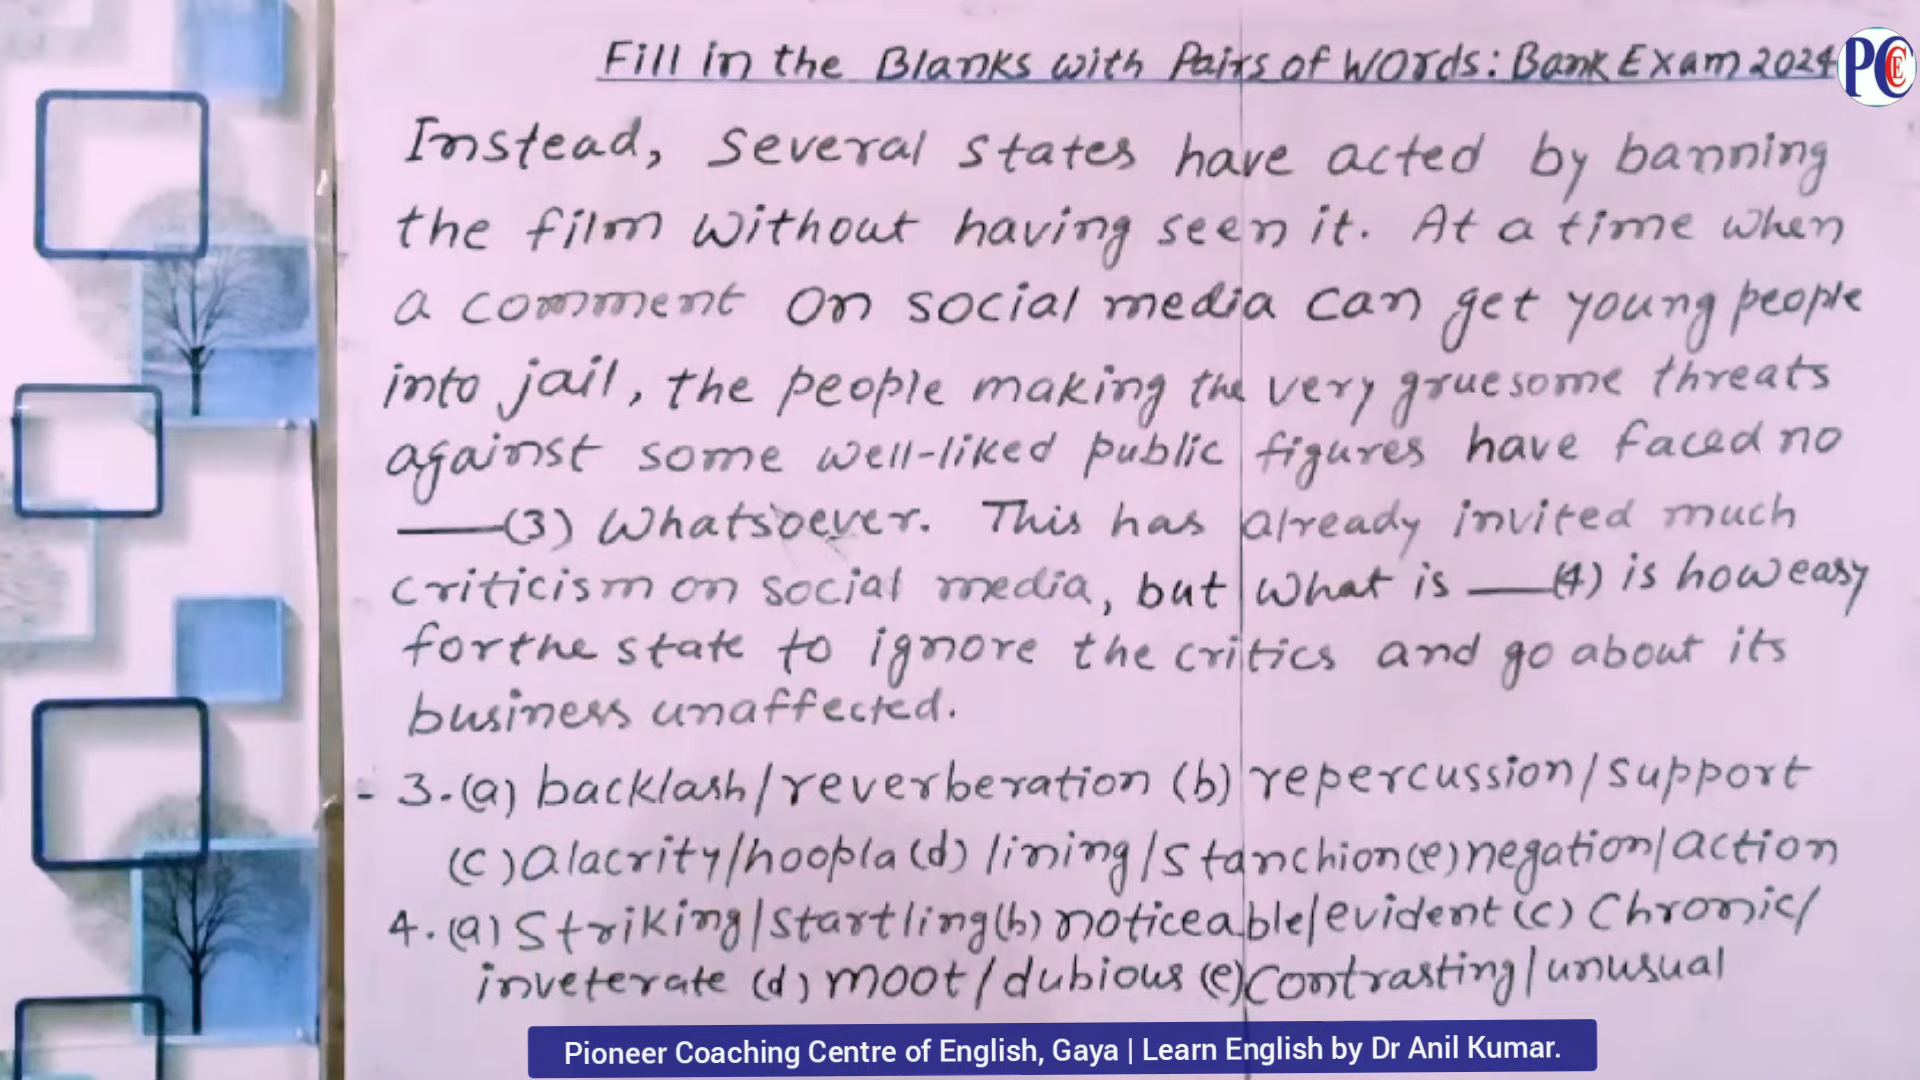 Fill in the Blanks with Pairs of Words: Bank Exam 2024
PCE
Instead, several states have acted by banning
the film without having seen it. At a time when
a comment on social media can get young people
into jail, the people making the very gruesome threats
against some well-liked public figures have faced no
——(3) whatsoever. This has already invited much
criticism on social media, but what is ——(4) is how easy
for the state to ignore the critics and go about its
business unaffected.
- 3.(a) backlash/reverberation (b) repercussion/support
(c) alacrity/hoopla (d) lining/stanchion (e) negation/action
4.(a) Striking/startling (b) noticeable/evident (c) Chronic/
inveterate (d) moot/dubious (e) Contrasting/unusual
Pioneer Coaching Centre of English, Gaya | Learn English by Dr Anil Kumar.